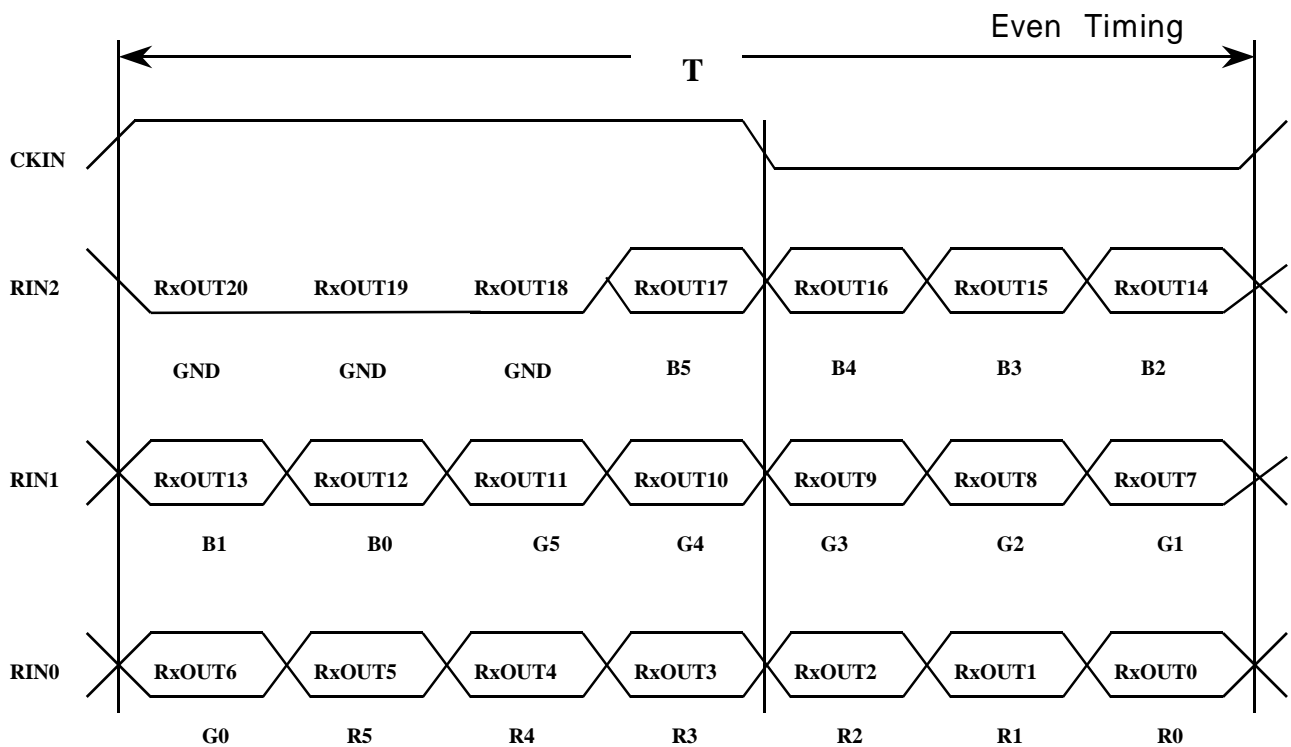 Even Timing
T
CKIN
RIN2 RxOUT20 RxOUT19 RxOUT18 RxOUT17 RxOUT16 RxOUT15 RxOUT14
GND GND GND B5 B4 B3 B2
RIN1 RxOUT13 RxOUT12 RxOUT11 RxOUT10 RxOUT9 RxOUT8 RxOUT7
B1 B0 G5 G4 G3 G2 G1
RIN0 RxOUT6 RxOUT5 RxOUT4 RxOUT3 RxOUT2 RxOUT1 RxOUT0
G0 R5 R4 R3 R2 R1 R0